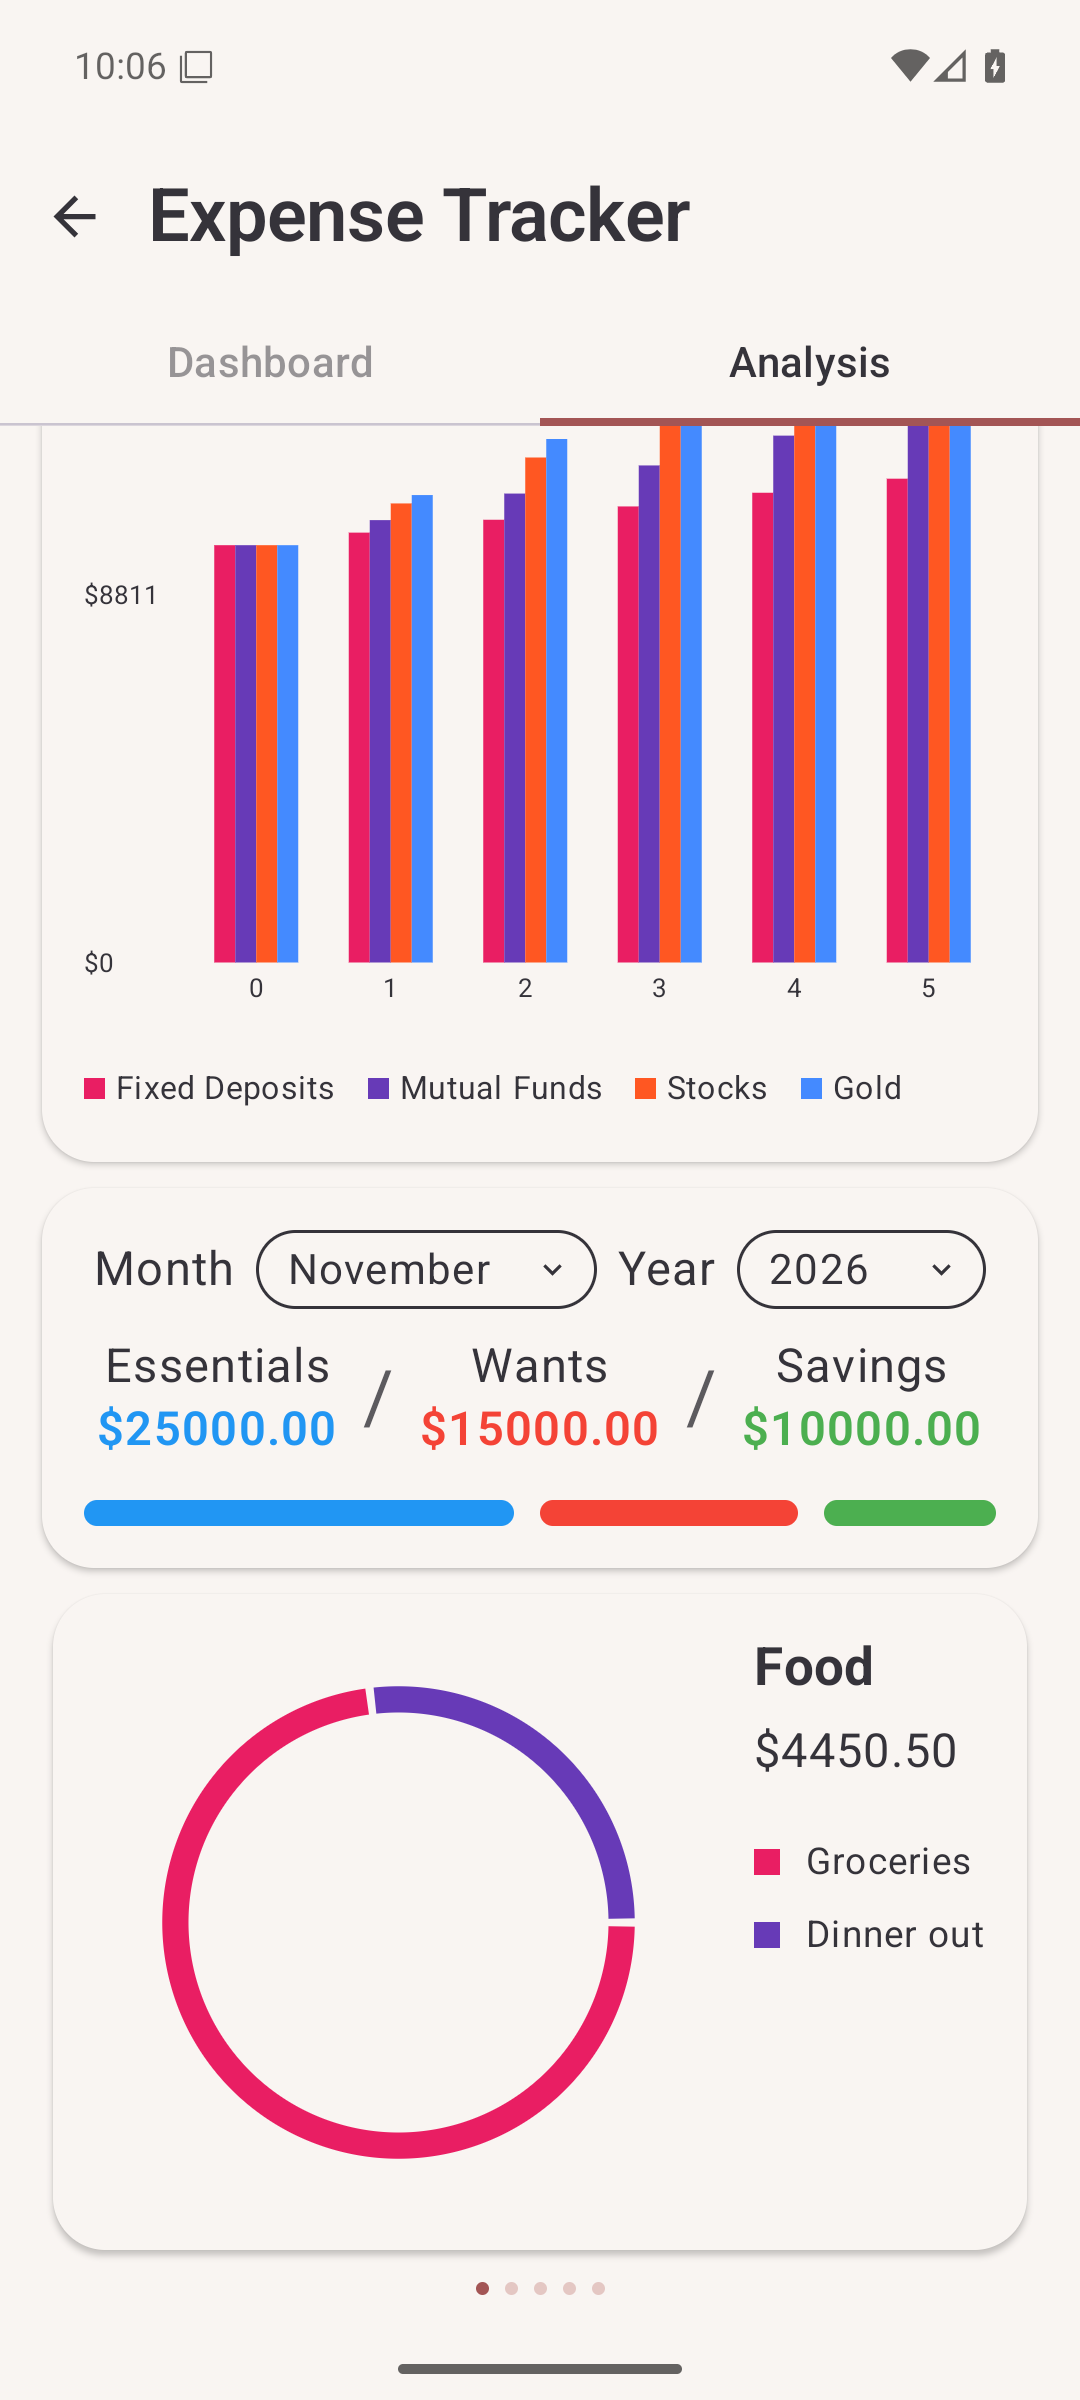 10:06
Expense Tracker
Dashboard Analysis
$8811
$0
0 1 2 3 4 5
Fixed Deposits Mutual Funds Stocks Gold
Month November Year 2026
Essentials / Wants / Savings
$25000.00 $15000.00 $10000.00
Food
$4450.50
Groceries
Dinner out